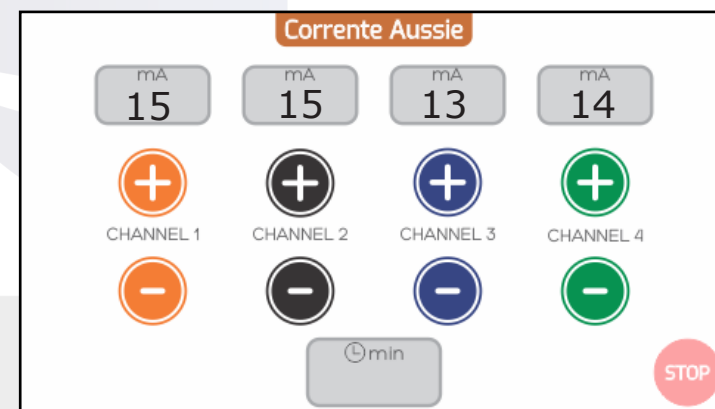 Corrente Aussie
mA mA mA mA
15 15 13 14
+ + + +
CHANNEL 1 CHANNEL 2 CHANNEL 3 CHANNEL 4
- - - -
min
STOP